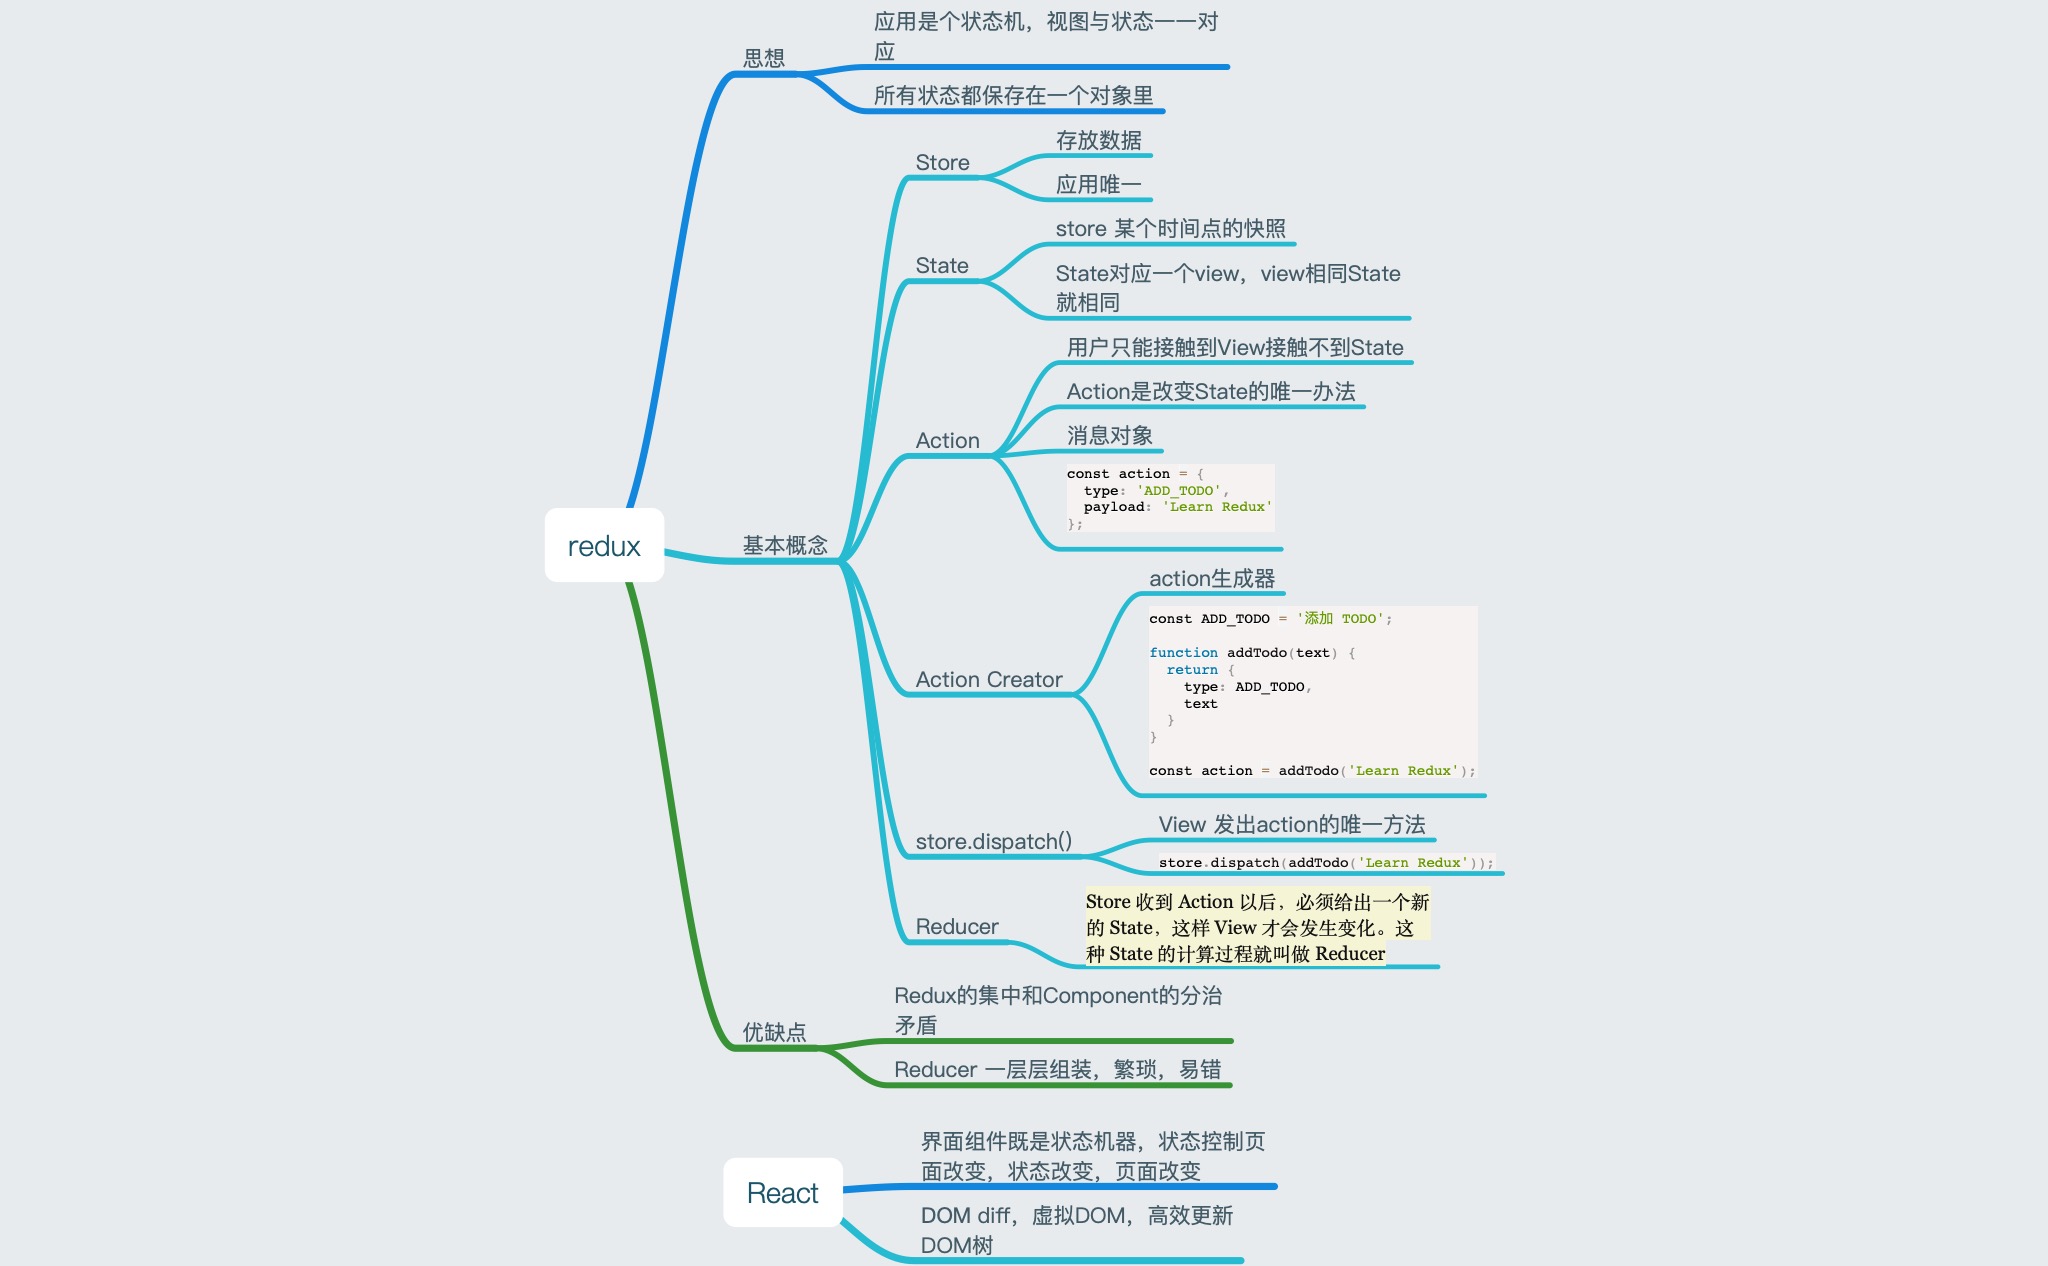 redux
思想
应用是个状态机，视图与状态一一对
应
所有状态都保存在一个对象里
基本概念
Store
存放数据
应用唯一
State
store 某个时间点的快照
State对应一个view，view相同State
就相同
Action
用户只能接触到View接触不到State
Action是改变State的唯一办法
消息对象
const action = {
  type: 'ADD_TODO',
  payload: 'Learn Redux'
};
Action Creator
action生成器
const ADD_TODO = '添加 TODO';
function addTodo(text) {
  return {
    type: ADD_TODO,
    text
  }
}
const action = addTodo('Learn Redux');
store.dispatch()
View 发出action的唯一方法
store.dispatch(addTodo('Learn Redux'));
Reducer
Store 收到 Action 以后，必须给出一个新
的 State，这样 View 才会发生变化。这
种 State 的计算过程就叫做 Reducer
优缺点
Redux的集中和Component的分治
矛盾
Reducer 一层层组装，繁琐，易错
React
界面组件既是状态机器，状态控制页
面改变，状态改变，页面改变
DOM diff，虚拟DOM，高效更新
DOM树